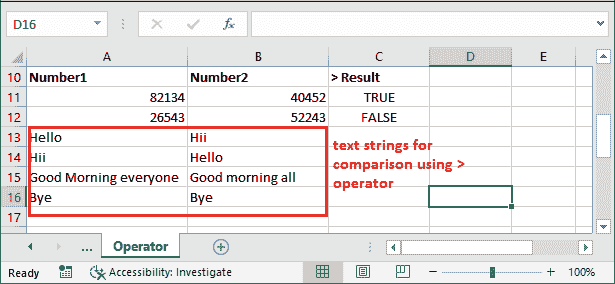 D16
fx
A B C D E
10 Number1 Number2 > Result
11 82134 40452 TRUE
12 26543 52243 FALSE
13 Hello Hii text strings for
14 Hii Hello comparison using >
15 Good Morning everyone Good morning all operator
16 Bye Bye
17
... Operator
Ready Accessibility: Investigate 100%